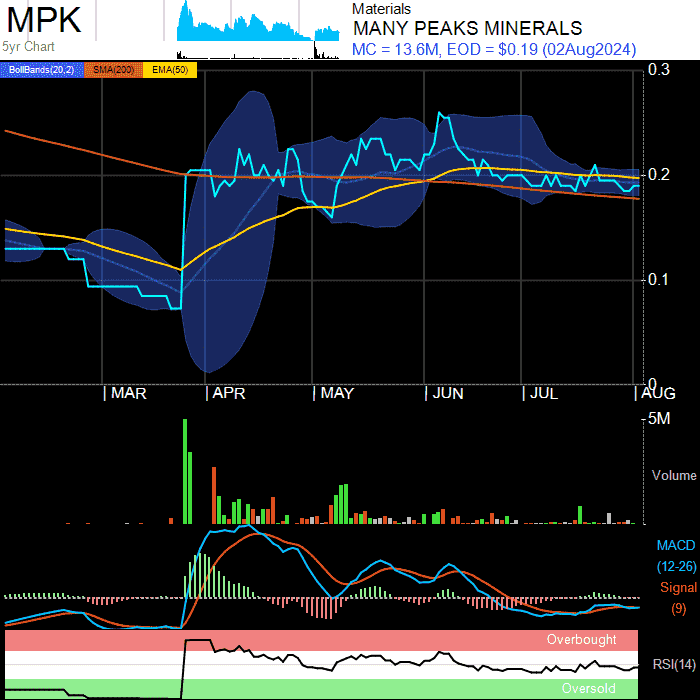 MPK
5yr Chart
Materials
MANY PEAKS MINERALS
MC = 13.6M, EOD = $0.19 (02Aug2024)
BollBands(20,2) SMA(200) EMA(50)
0.3
0.2
0.1
0
MAR APR MAY JUN JUL AUG
5M
Volume
MACD
(12-26)
Signal
(9)
Overbought
RSI(14)
Oversold